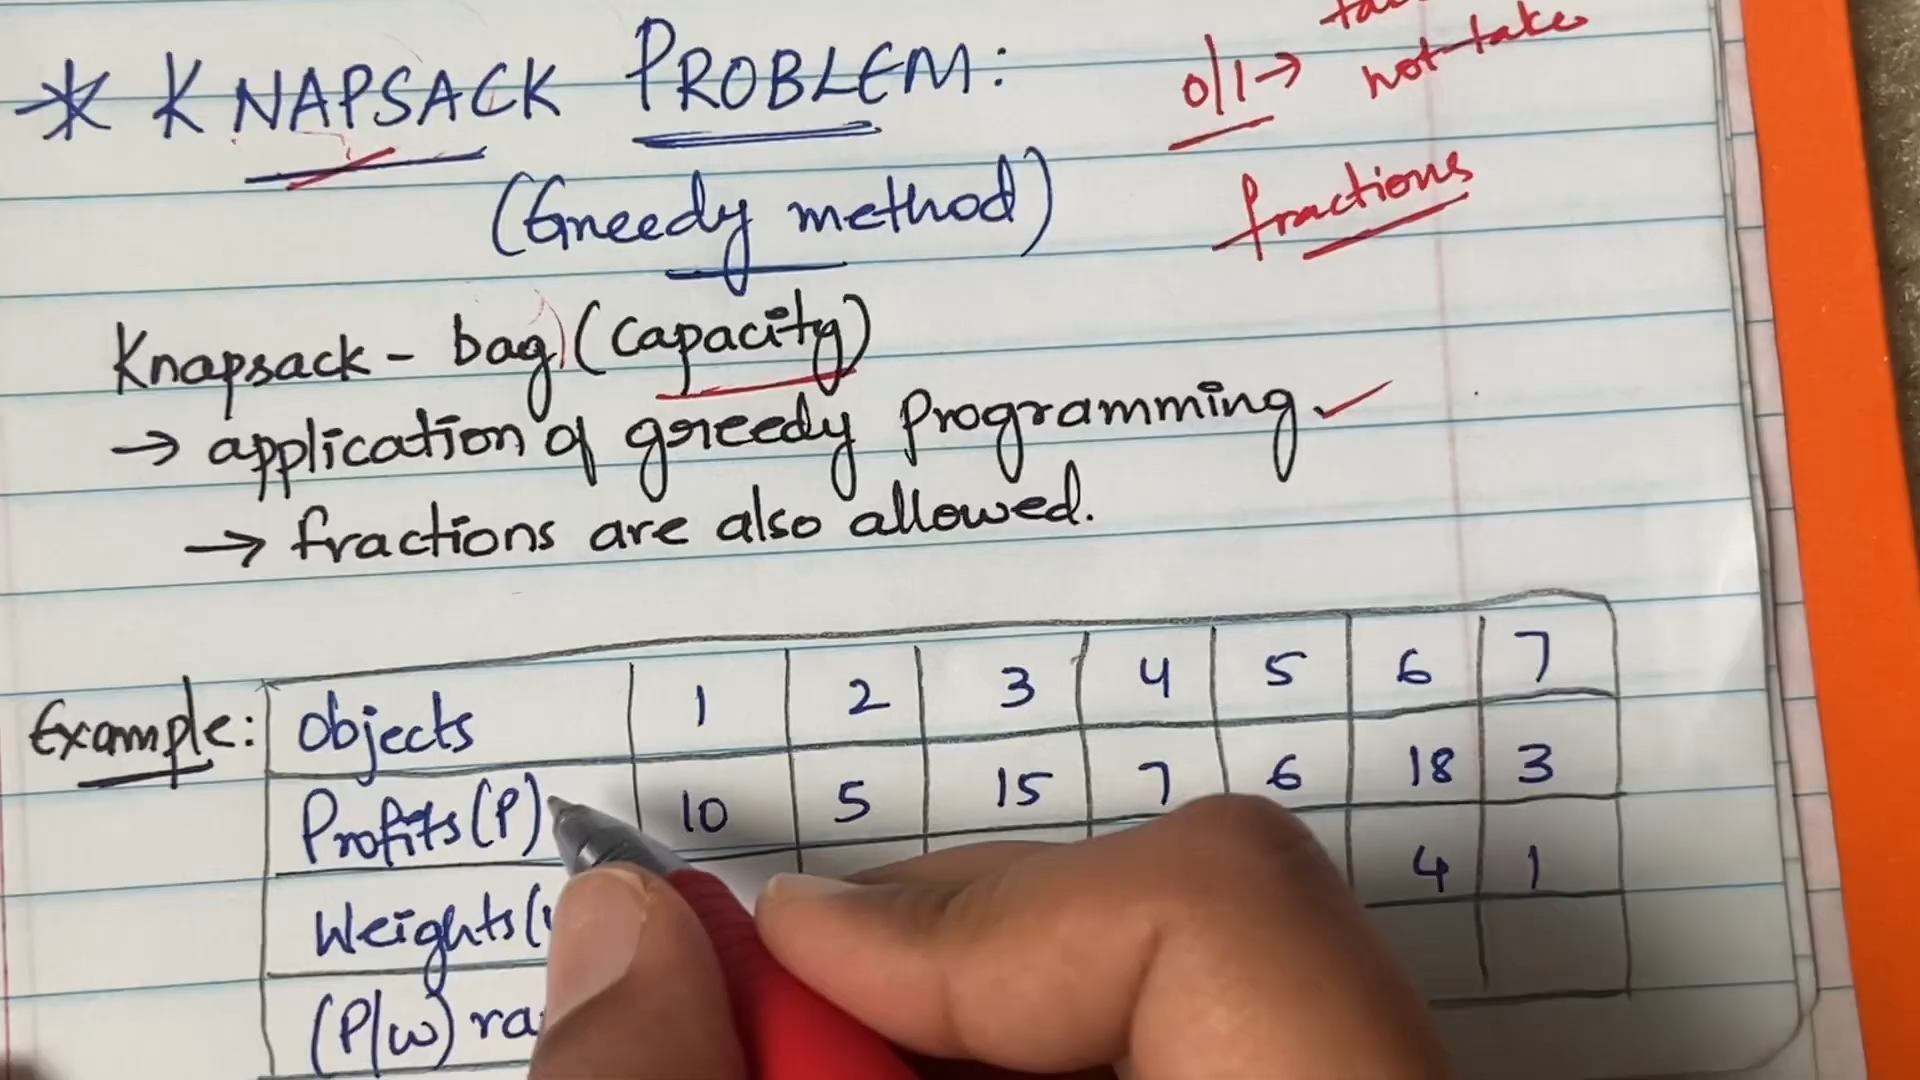 * KNAPSACK PROBLEM:
0/1→
not take
(Greedy method)
fractions
Knapsack - bag (capacity)
→ application of greedy programming.
→ fractions are also allowed.
Example:
Objects 1 2 3 4 5 6 7
Profits(P) 10 5 15 7 6 18 3
Weights( 4 1
(P/w)